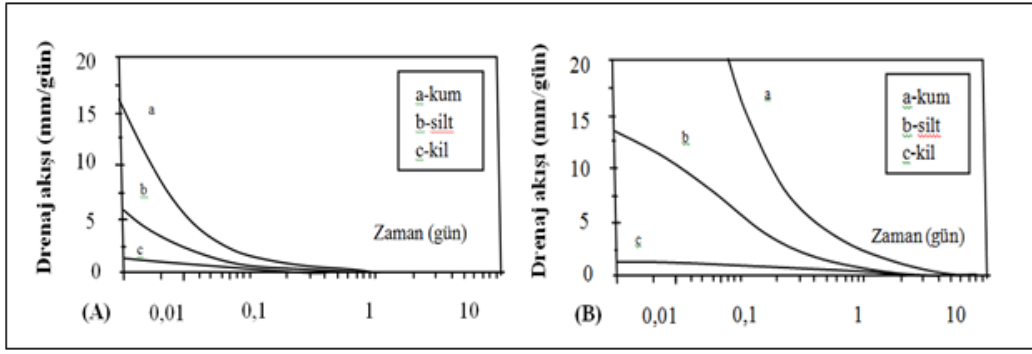 Drenaj akışı (mm/gün)
20
15
10
5
0
a
b
c
a-kum
b-silt
c-kil
Zaman (gün)
(A)
0,01
0,1
1
10
Drenaj akışı (mm/gün)
20
15
10
5
0
a
b
c
a-kum
b-silt
c-kil
Zaman (gün)
(B)
0,01
0,1
1
10